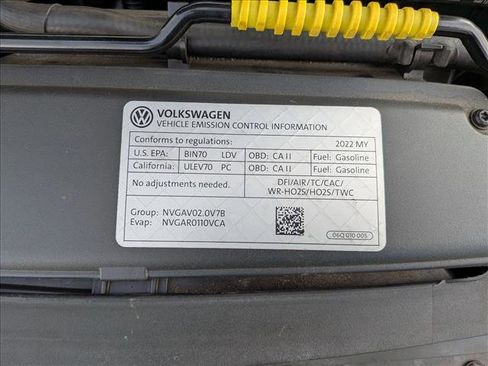 VOLKSWAGEN
VEHICLE EMISSION CONTROL INFORMATION
Conforms to regulations: 2022 MY
U.S. EPA: BIN70 LDV OBD: CA II Fuel: Gasoline
California: ULEV70 PC OBD: CA II Fuel: Gasoline
No adjustments needed. DFI/AIR/TC/CAC/
WR-HO2S/HO2S/TWC
Group: NVGAV02.0V7B
Evap: NVGAR0110VCA
06Q 010 005